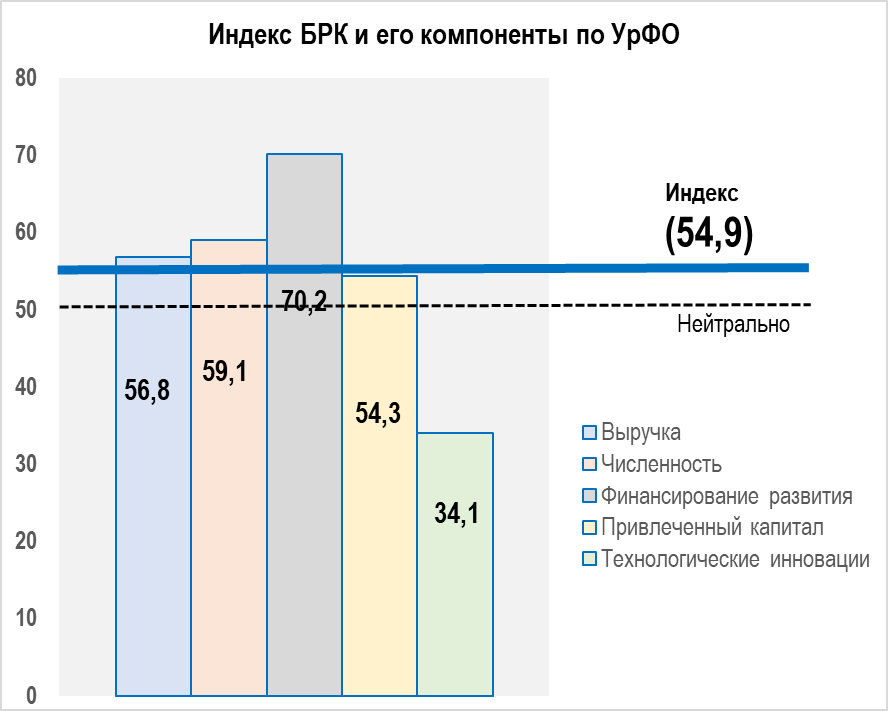 Индекс БРК и его компоненты по УрФО
80
70
60
50
40
30
20
10
0
56,8
59,1
70,2
54,3
34,1
Индекс
(54,9)
Нейтрально
Выручка
Численность
Финансирование развития
Привлеченный капитал
Технологические инновации